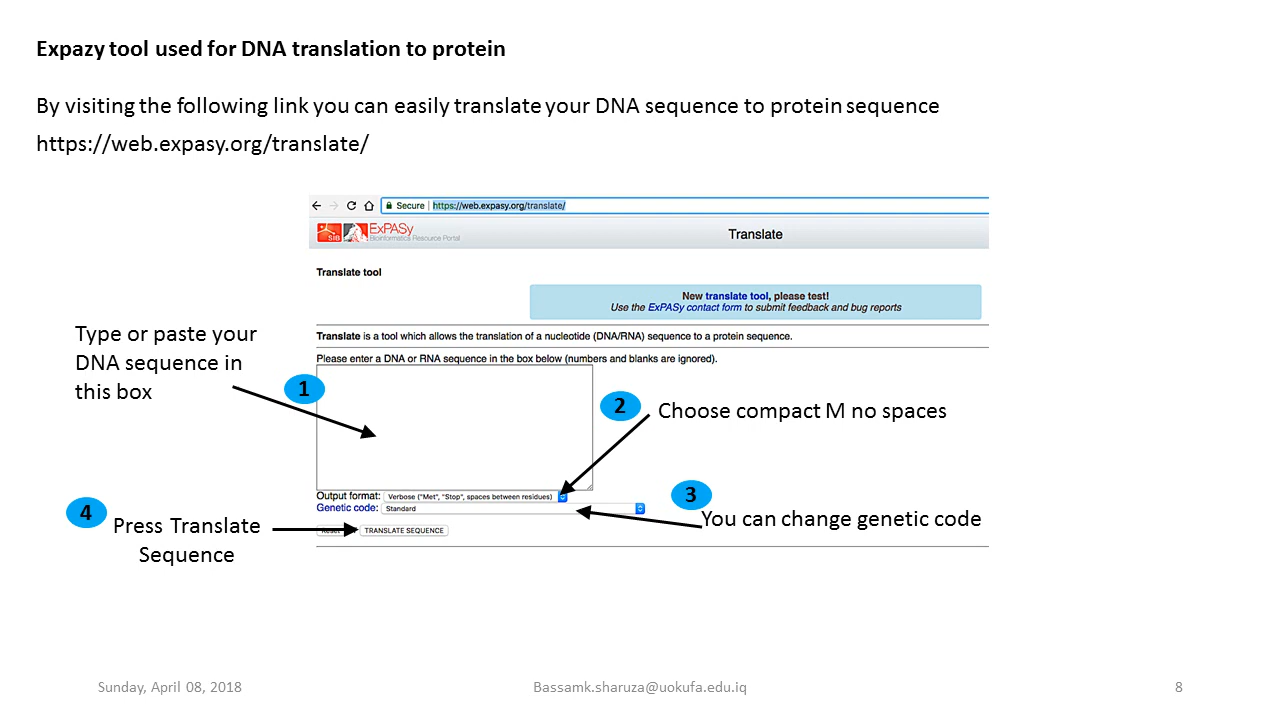 Expazy tool used for DNA translation to protein
By visiting the following link you can easily translate your DNA sequence to protein sequence
https://web.expasy.org/translate/
Secure | https://web.expasy.org/translate/
SIB
ExPASy
Bioinformatics Resource Portal
Translate
Translate tool
New translate tool, please test!
Use the ExPASy contact form to submit feedback and bug reports
Translate is a tool which allows the translation of a nucleotide (DNA/RNA) sequence to a protein sequence.
Please enter a DNA or RNA sequence in the box below (numbers and blanks are ignored).
Type or paste your
DNA sequence in
this box
1
2
Choose compact M no spaces
Output format: Verbose ("Met", "Stop", spaces between residues)
Genetic code: Standard
3
You can change genetic code
4
Press Translate
Sequence
Reset
TRANSLATE SEQUENCE
Sunday, April 08, 2018
Bassamk.sharuza@uokufa.edu.iq
8